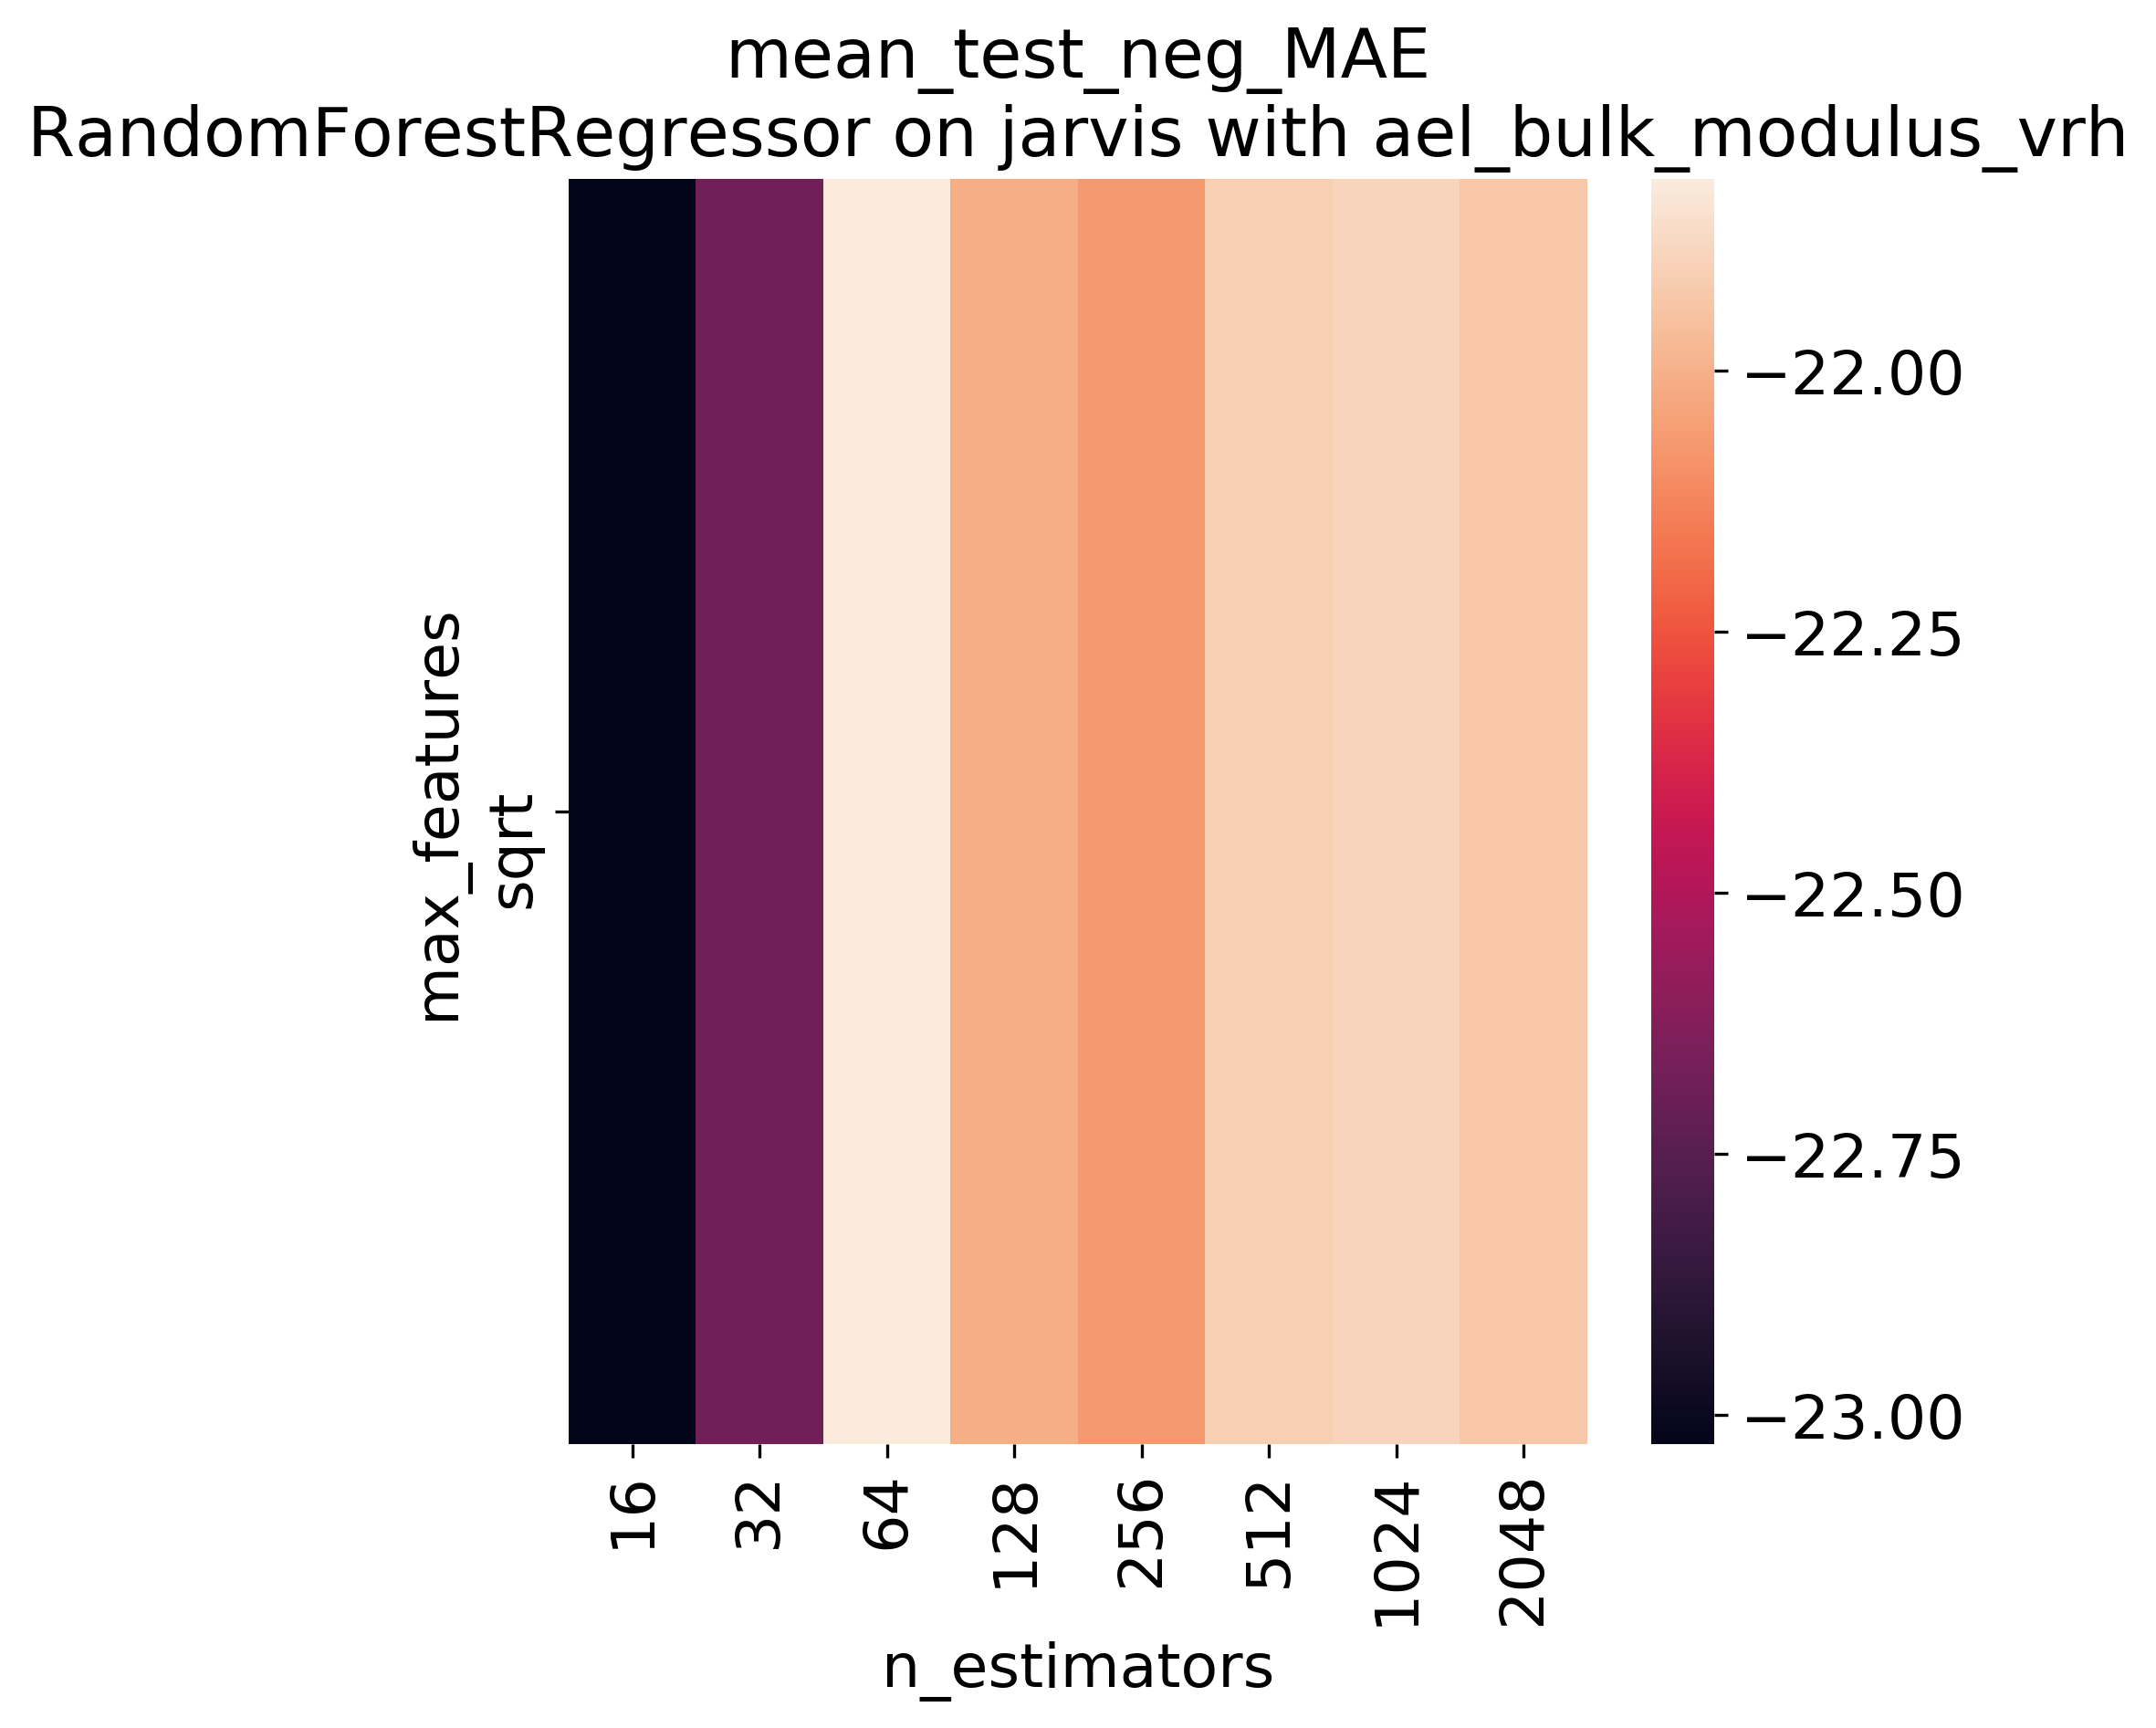 mean_test_neg_MAE
RandomForestRegressor on jarvis with ael_bulk_modulus_vrh
max_features
sqrt
−22.00
−22.25
−22.50
−22.75
−23.00
16
32
64
128
256
512
1024
2048
n_estimators